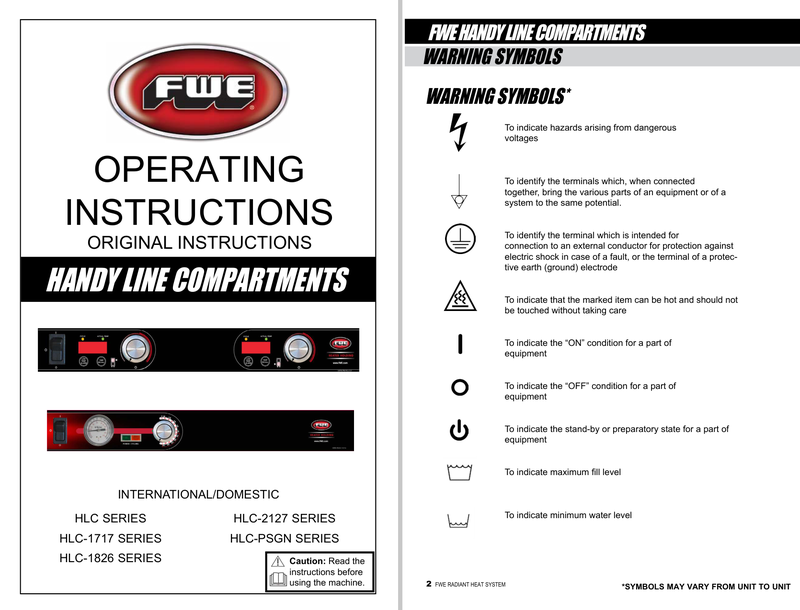 FWE
®
OPERATING
INSTRUCTIONS
ORIGINAL INSTRUCTIONS
HANDY LINE COMPARTMENTS
FWE
FWE
INTERNATIONAL/DOMESTIC
HLC SERIES
HLC-2127 SERIES
HLC-1717 SERIES
HLC-PSGN SERIES
HLC-1826 SERIES
Caution: Read the
instructions before
using the machine.
FWE HANDY LINE COMPARTMENTS
WARNING SYMBOLS
WARNING SYMBOLS*
To indicate hazards arising from dangerous
voltages
To identify the terminals which, when connected
together, bring the various parts of an equipment or of a
system to the same potential.
To identify the terminal which is intended for
connection to an external conductor for protection against
electric shock in case of a fault, or the terminal of a protec-
tive earth (ground) electrode
To indicate that the marked item can be hot and should not
be touched without taking care
To indicate the “ON” condition for a part of
equipment
To indicate the “OFF” condition for a part of
equipment
To indicate the stand-by or preparatory state for a part of
equipment
To indicate maximum fill level
To indicate minimum water level
2 FWE RADIANT HEAT SYSTEM
*SYMBOLS MAY VARY FROM UNIT TO UNIT